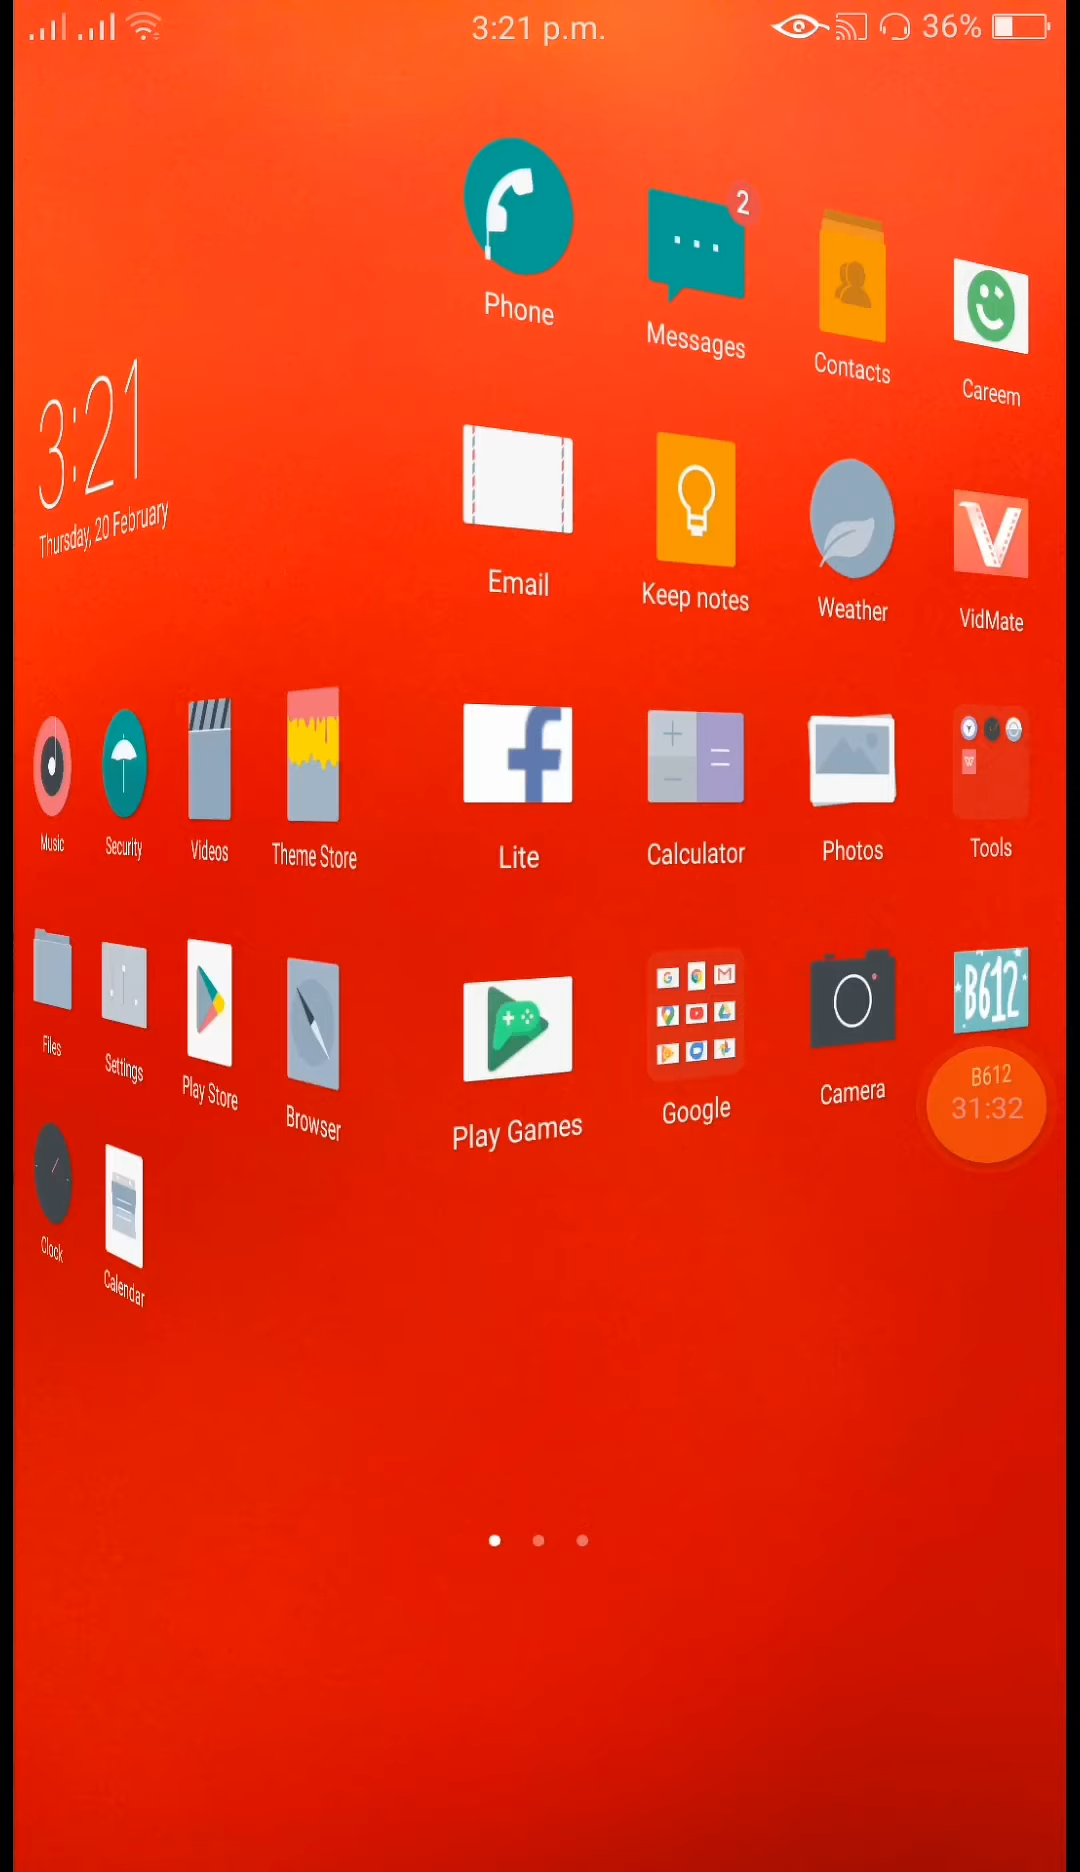 3:21 p.m.
36%
3:21
Thursday, 20 February
Music
Security
Videos
Theme Store
Files
Settings
Play Store
Browser
Clock
Calendar
Phone
2
Messages
Contacts
Careem
Email
Keep notes
Weather
VidMate
Lite
Calculator
Photos
Tools
Play Games
Google
Camera
B612
B612
31:32